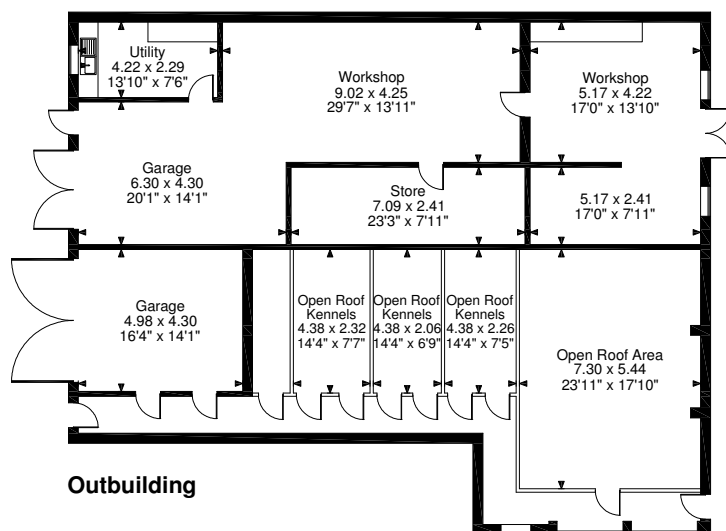 Utility
4.22 x 2.29
13'10" x 7'6"
Workshop
9.02 x 4.25
29'7" x 13'11"
Workshop
5.17 x 4.22
17'0" x 13'10"
Garage
6.30 x 4.30
20'1" x 14'1"
Store
7.09 x 2.41
23'3" x 7'11"
5.17 x 2.41
17'0" x 7'11"
Garage
4.98 x 4.30
16'4" x 14'1"
Open Roof
Kennels
4.38 x 2.32
14'4" x 7'7"
Open Roof
Kennels
4.38 x 2.06
14'4" x 6'9"
Open Roof
Kennels
4.38 x 2.26
14'4" x 7'5"
Open Roof Area
7.30 x 5.44
23'11" x 17'10"
Outbuilding